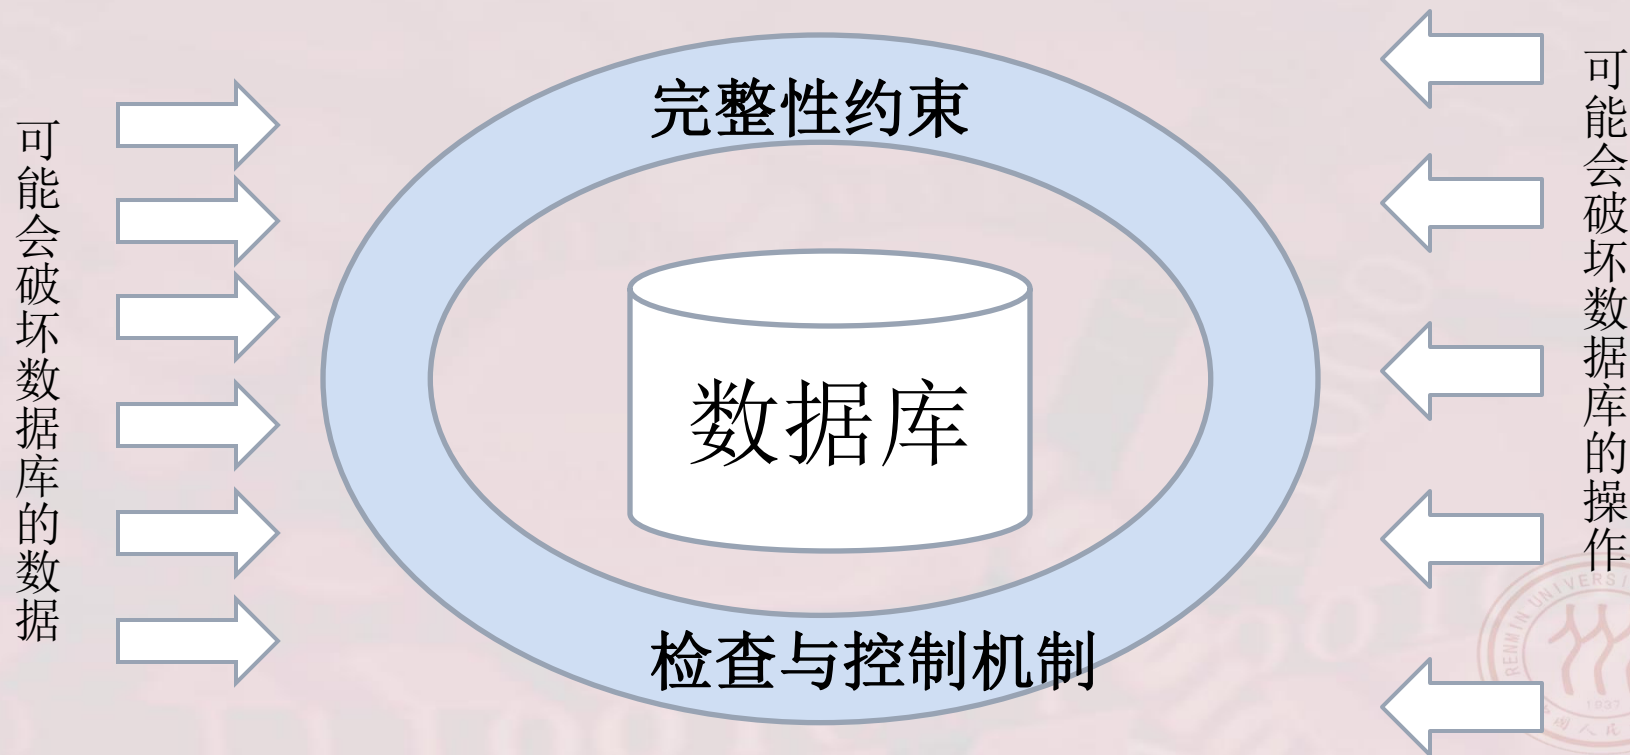 可能会破坏数据库的数据
完整性约束
数据库
检查与控制机制
可能会破坏数据库的操作
1937